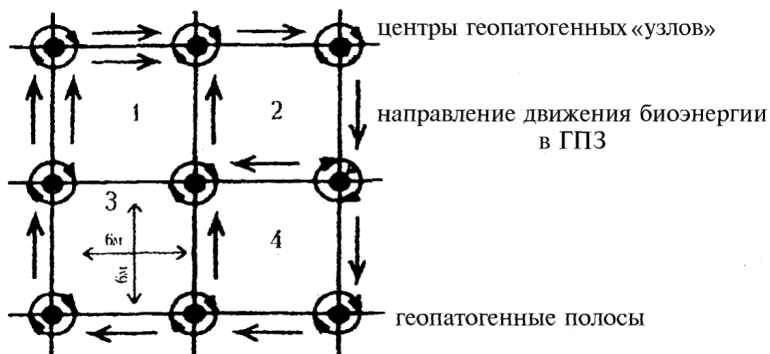 центры геопатогенных «узлов»
1
2
направление движения биоэнергии
в ГПЗ
3
6м
6м
4
геопатогенные полосы